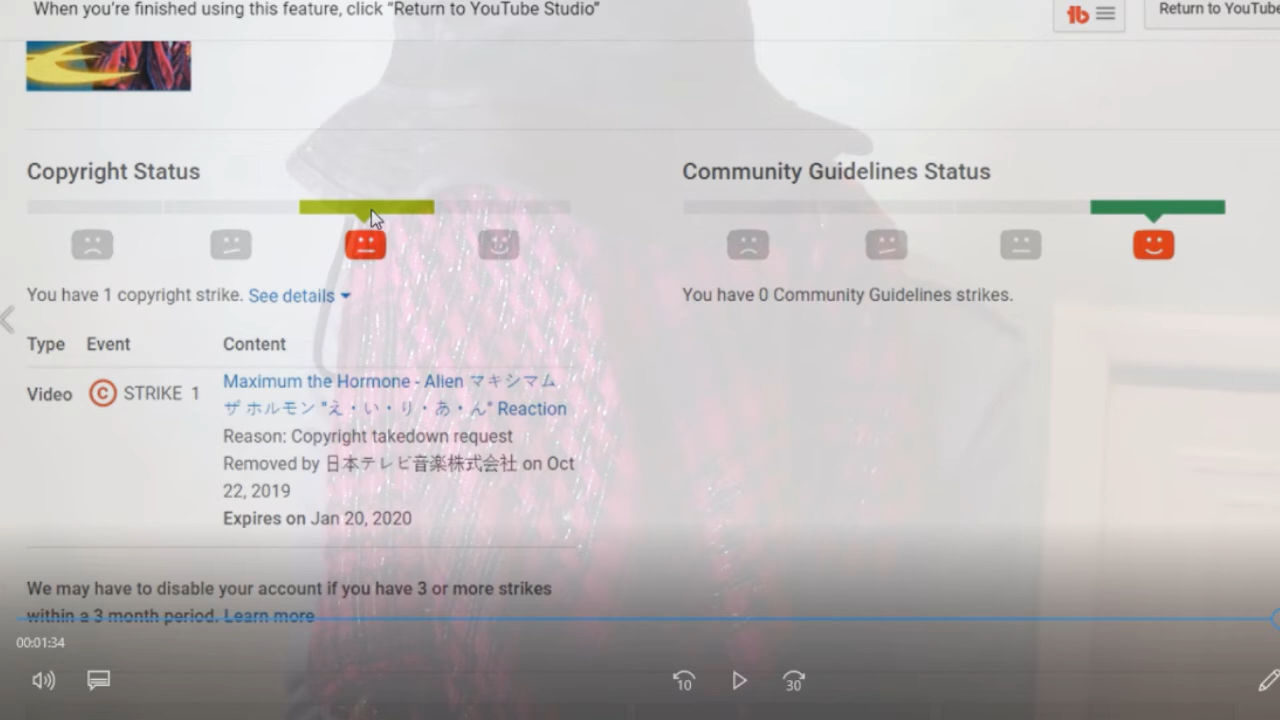 When you're finished using this feature, click “Return to YouTube Studio”
Return to YouTube
Copyright Status
Community Guidelines Status
You have 1 copyright strike. See details
You have 0 Community Guidelines strikes.
Type Event Content
Video © STRIKE 1
Maximum the Hormone - Alien マキシマム
ザ ホルモン "え・い・り・あ・ん" Reaction
Reason: Copyright takedown request
Removed by 日本テレビ音楽株式会社 on Oct
22, 2019
Expires on Jan 20, 2020
We may have to disable your account if you have 3 or more strikes
within a 3 month period. Learn more
00:01:34
10
30